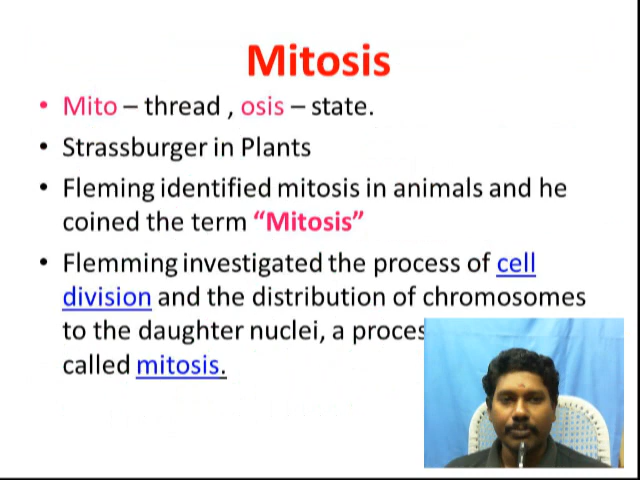 Mitosis
• Mito – thread , osis – state.
• Strassburger in Plants
• Fleming identified mitosis in animals and he
coined the term “Mitosis”
• Flemming investigated the process of cell
division and the distribution of chromosomes
to the daughter nuclei, a proces
called mitosis.